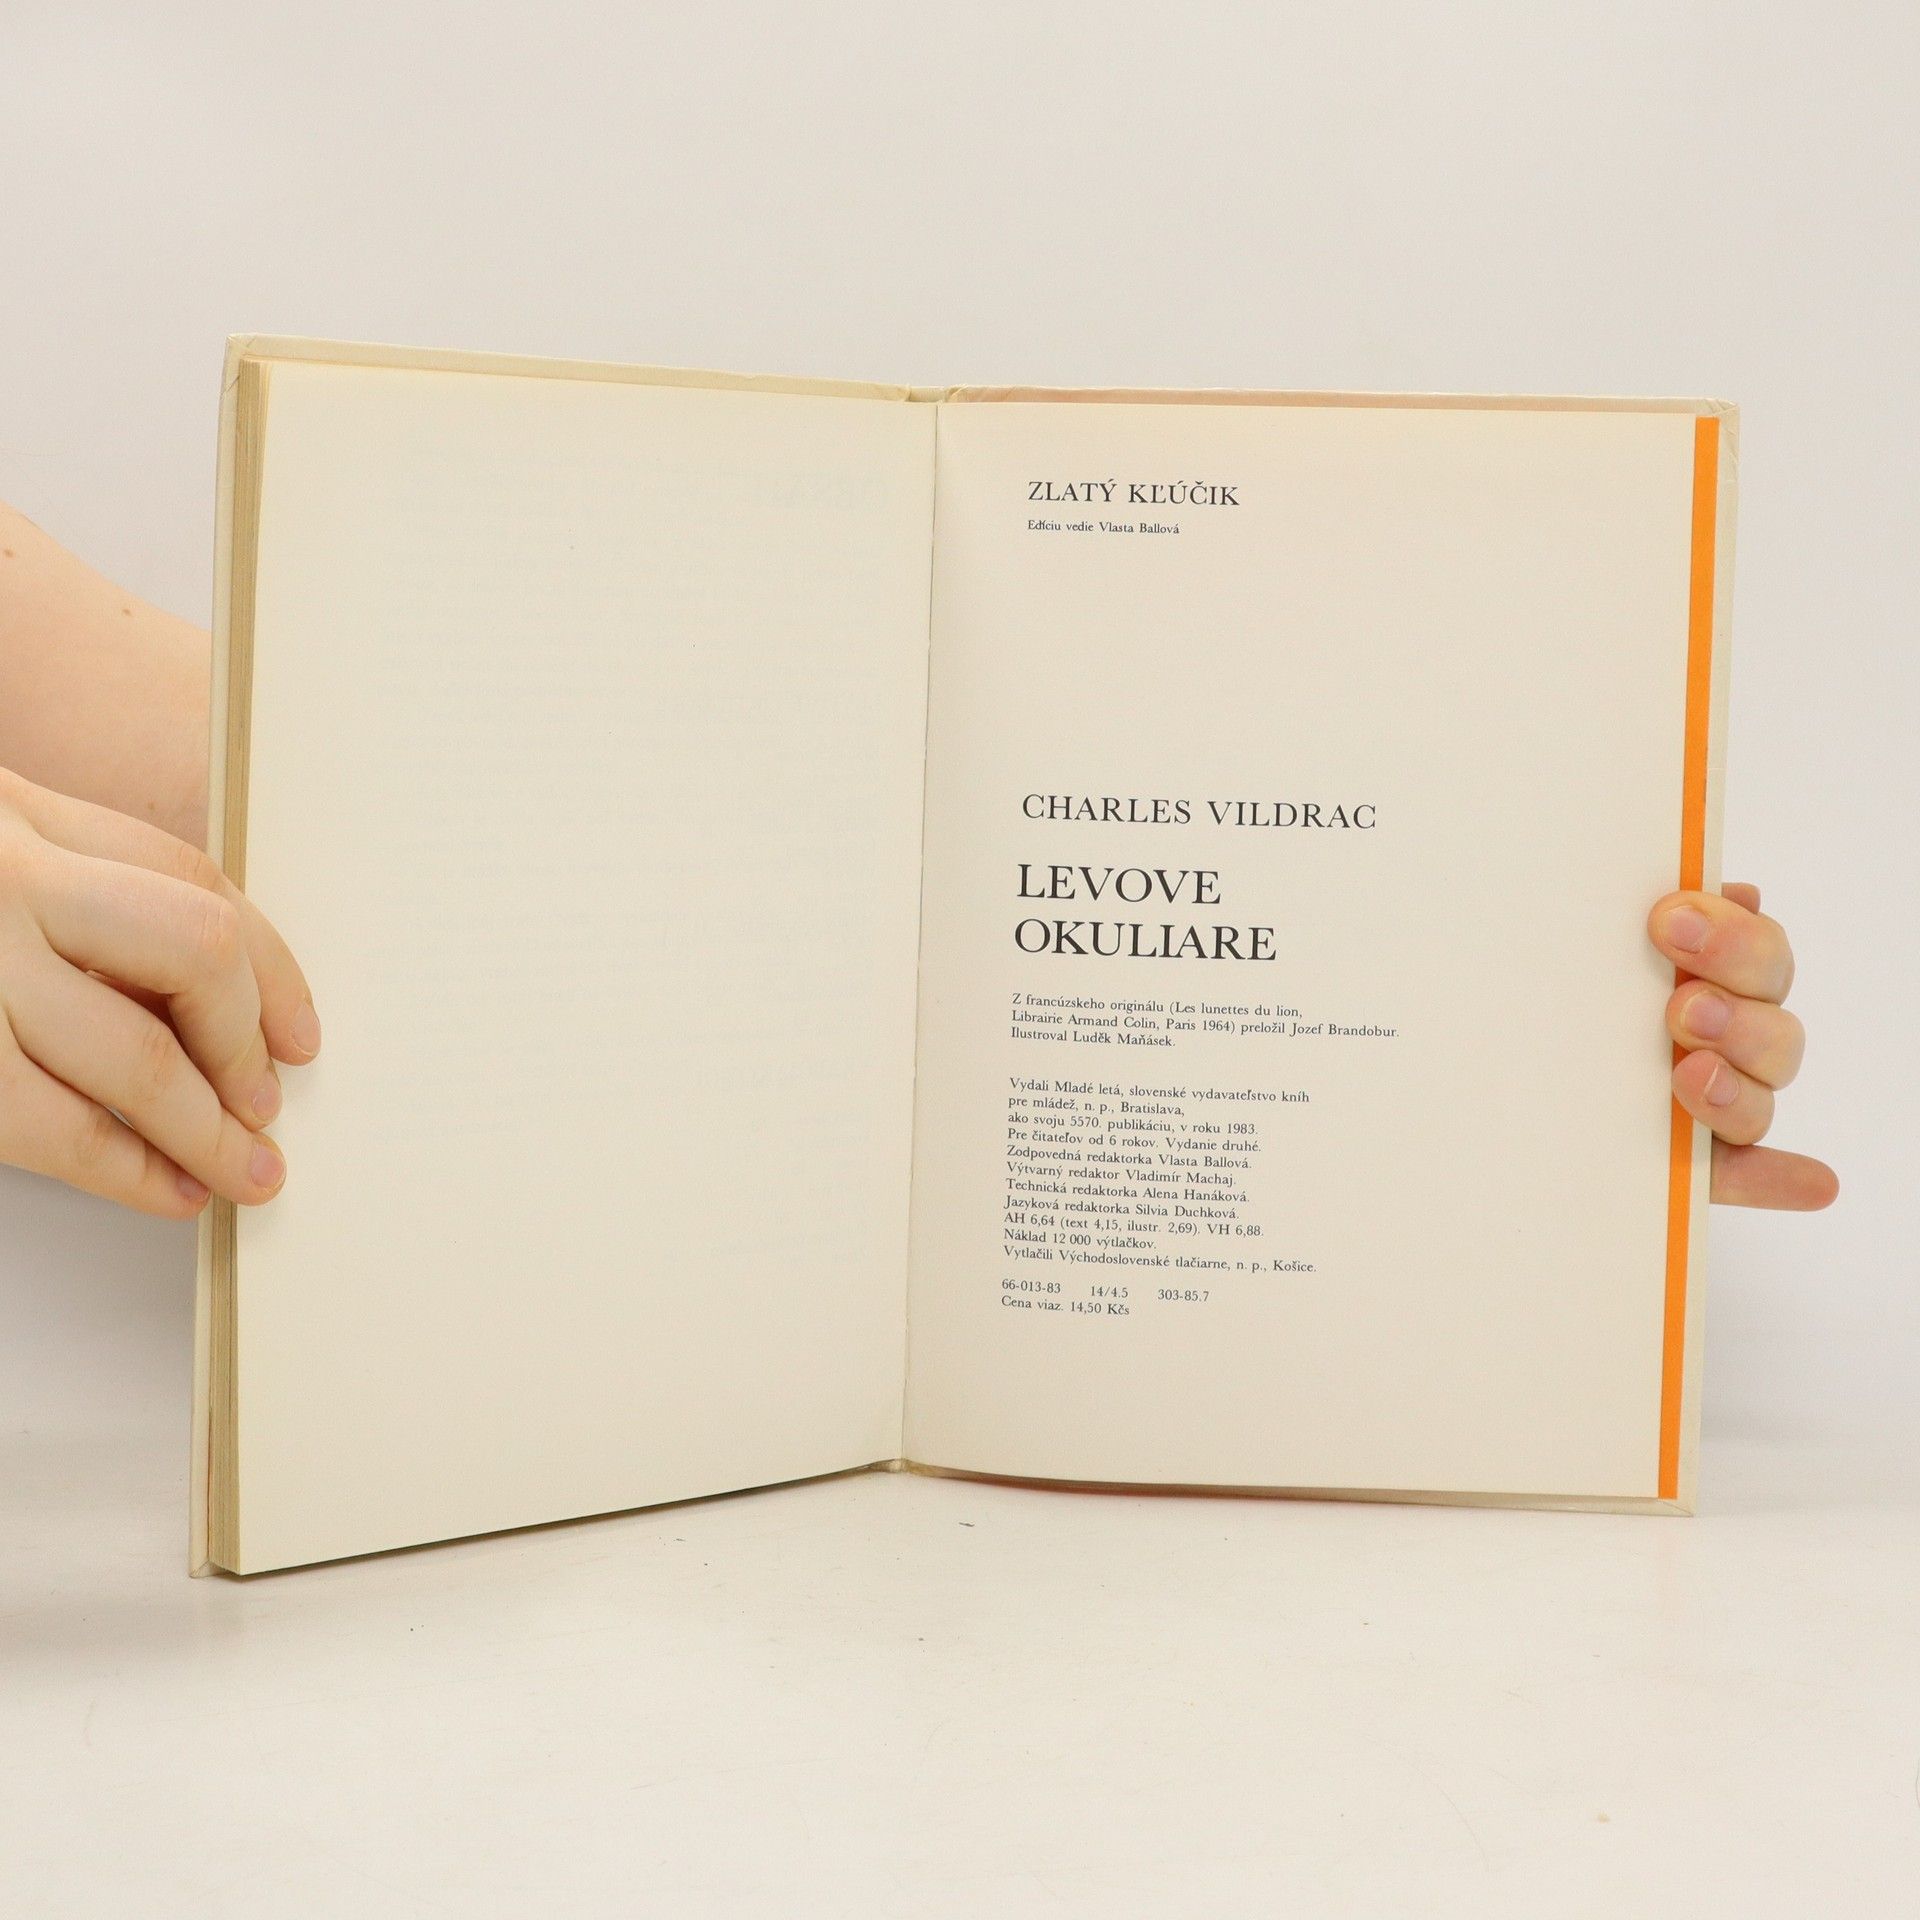 ZLATÝ KĽÚČIK
Edíciu vedie Vlasta Ballová
CHARLES VILDRAC
LEVOVE
OKULIARE
Z francúzskeho originálu (Les lunettes du lion,
Librairie Armand Colin, Paris 1964) preložil Jozef Brandobur.
Ilustroval Luděk Maňásek.
Vydali Mladé letá, slovenské vydavateľstvo kníh
pre mládež, n. p., Bratislava,
ako svoju 5570. publikáciu, v roku 1983.
Pre čitateľov od 6 rokov. Vydanie druhé.
Zodpovedná redaktorka Vlasta Ballová.
Výtvarný redaktor Vladimír Machaj.
Technická redaktorka Alena Hanáková.
Jazyková redaktorka Silvia Duchková.
AH 6,64 (text 4,15, ilustr. 2,69). VH 6,88.
Náklad 12 000 výtlačkov.
Vytlačili Východoslovenské tlačiarne, n. p., Košice.
66-013-83 14/4.5 303-85.7
Cena viaz. 14,50 Kčs